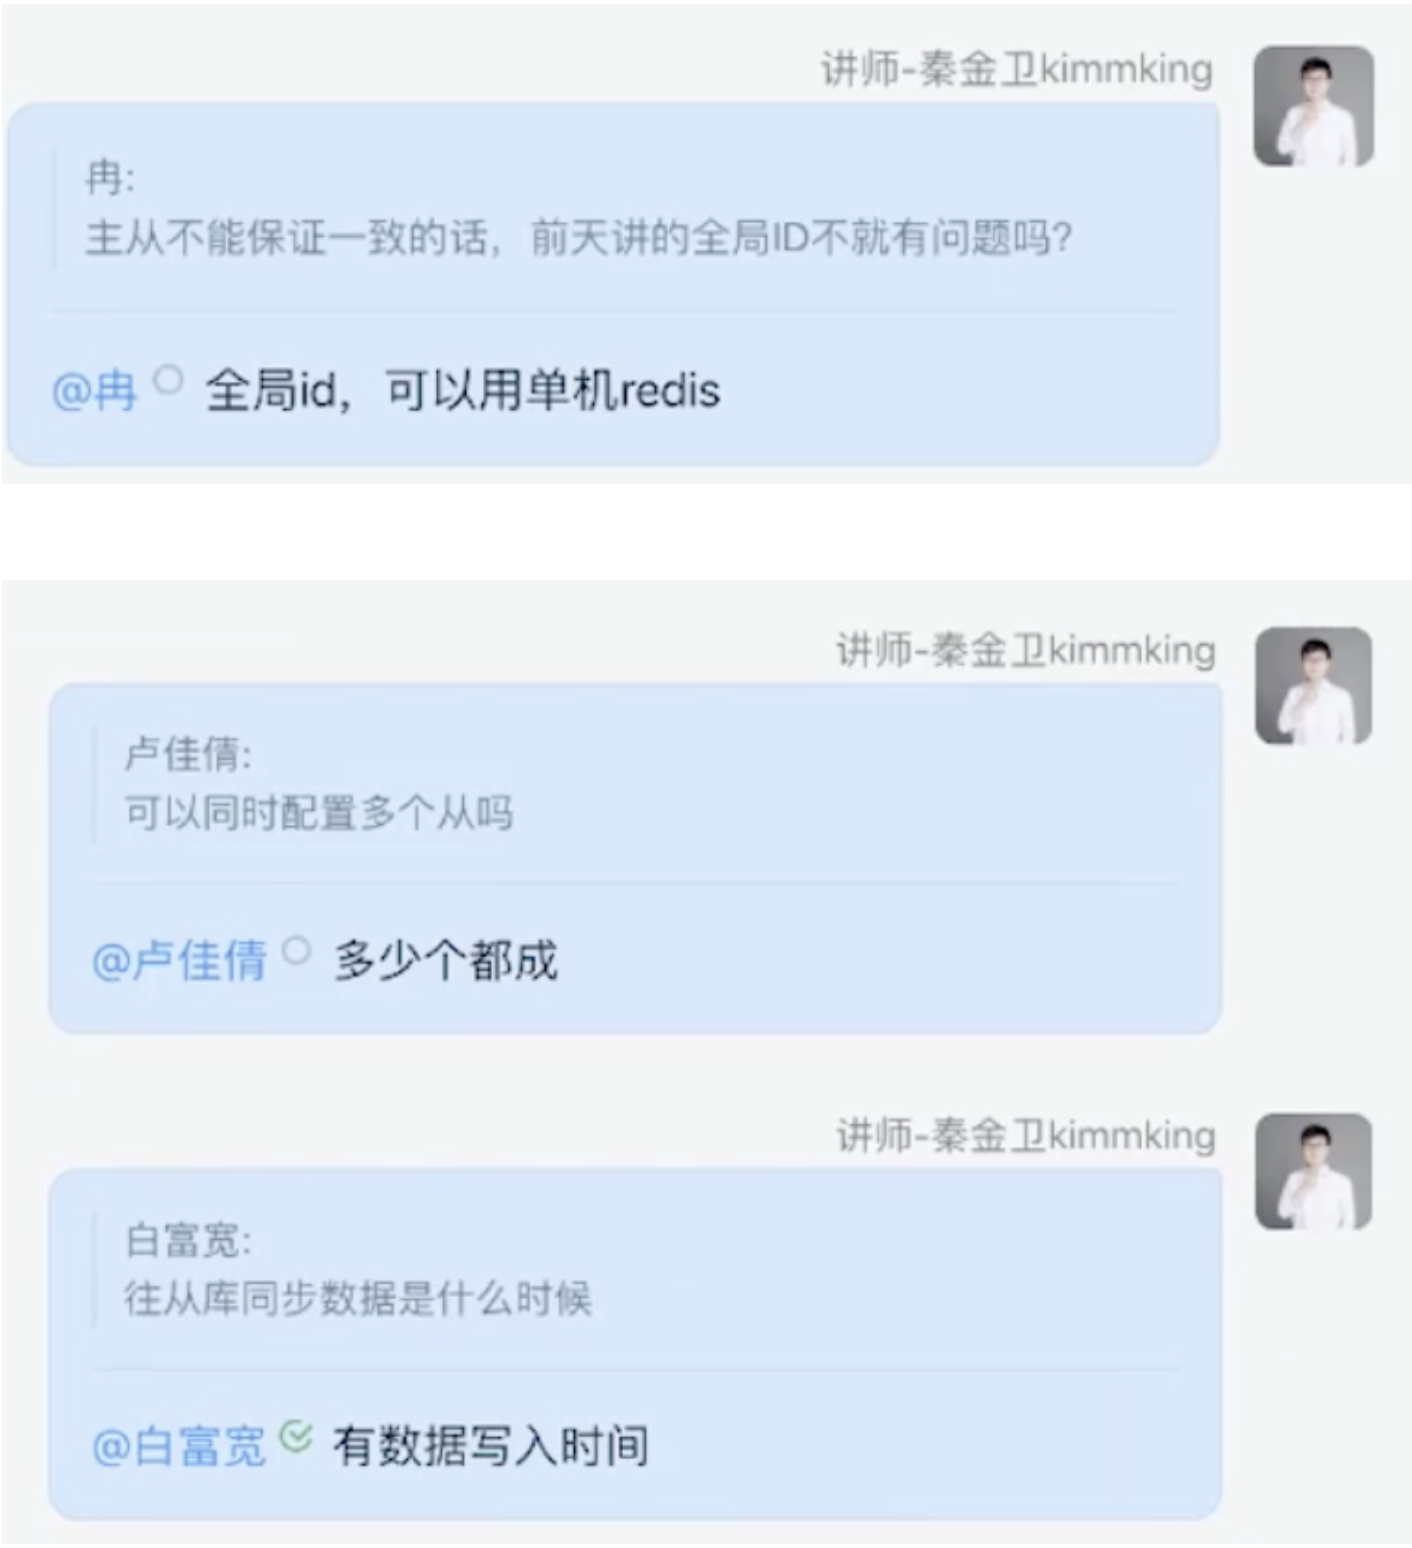 讲师-秦金卫kimmking
冉:
主从不能保证一致的话，前天讲的全局ID不就有问题吗?
@冉 全局id，可以用单机redis
讲师-秦金卫kimmking
卢佳倩:
可以同时配置多个从吗
@卢佳倩 多少个都成
讲师-秦金卫kimmking
白富宽:
往从库同步数据是什么时候
@白富宽 有数据写入时间